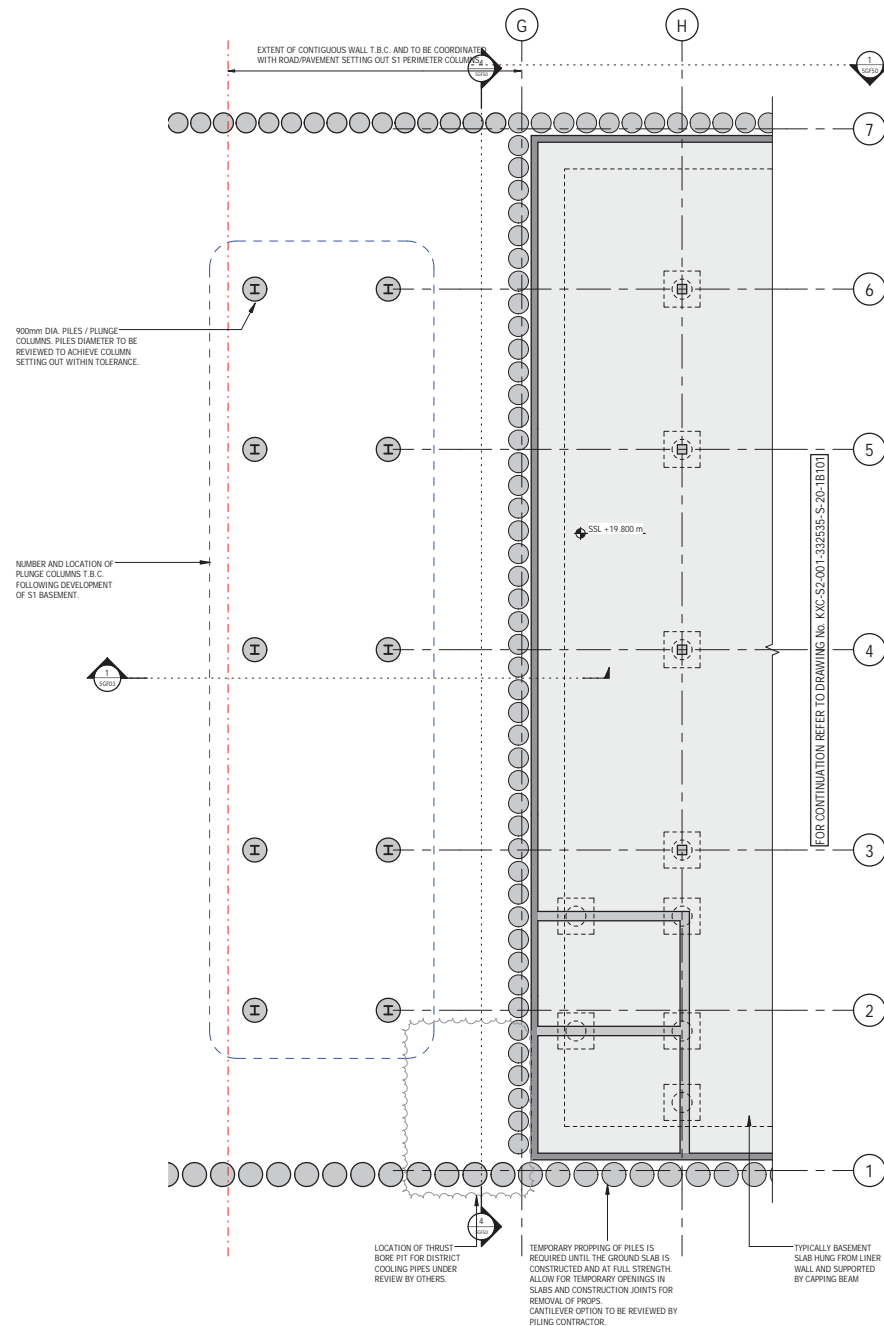 G
H
EXTENT OF CONTIGUOUS WALL T.B.C. AND TO BE COORDINATED
WITH ROAD/PAVEMENT SETTING OUT S1 PERIMETER COLUMNS.
4
SGF50
1
SGF50
7
6
900mm DIA. PILES / PLUNGE
COLUMNS. PILES DIAMETER TO BE
REVIEWED TO ACHIEVE COLUMN
SETTING OUT WITHIN TOLERANCE.
5
FOR CONTINUATION REFER TO DRAWING No. KXC-S2-001-332535-S-20-1B101
SSL +19.800 m
NUMBER AND LOCATION OF
PLUNGE COLUMNS T.B.C.
FOLLOWING DEVELOPMENT
OF S1 BASEMENT.
4
1
SGF03
3
2
1
4
SGF50
LOCATION OF THRUST
BORE PIT FOR DISTRICT
COOLING PIPES UNDER
REVIEW BY OTHERS.
TEMPORARY PROPPING OF PILES IS
REQUIRED UNTIL THE GROUND SLAB IS
CONSTRUCTED AND AT FULL STRENGTH.
ALLOW FOR TEMPORARY OPENINGS IN
SLABS AND CONSTRUCTION JOINTS FOR
REMOVAL OF PROPS.
CANTILEVER OPTION TO BE REVIEWED BY
PILING CONTRACTOR.
TYPICALLY BASEMENT
SLAB HUNG FROM LINER
WALL AND SUPPORTED
BY CAPPING BEAM